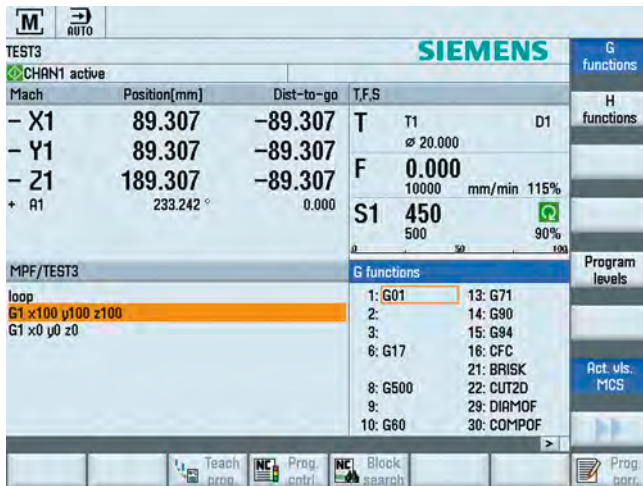 M
AUTO
TEST3
SIEMENS
CHAN1 active
Mach Position[mm] Dist-to-go
- X1 89.307 -89.307
- Y1 89.307 -89.307
- Z1 189.307 -89.307
+ A1 233.242 ° 0.000
T,F,S
T T1 D1
ø 20.000
F 0.000
10000 mm/min 115%
S1 450
500 90%
0 50 100
MPF/TEST3
loop
G1 x100 y100 z100
G1 x0 y0 z0
G functions
1: G01 13: G71
2: 14: G90
3: 15: G94
6: G17 16: CFC
21: BRISK
8: G500 22: CUT2D
9: 29: DIAMOF
10: G60 30: COMPOF
>
G
functions
H
functions
Program
levels
Act. vls.
MCS
Teach
prog.
NC Prog.
cntrl.
NC Block
search
Prog.
corr.